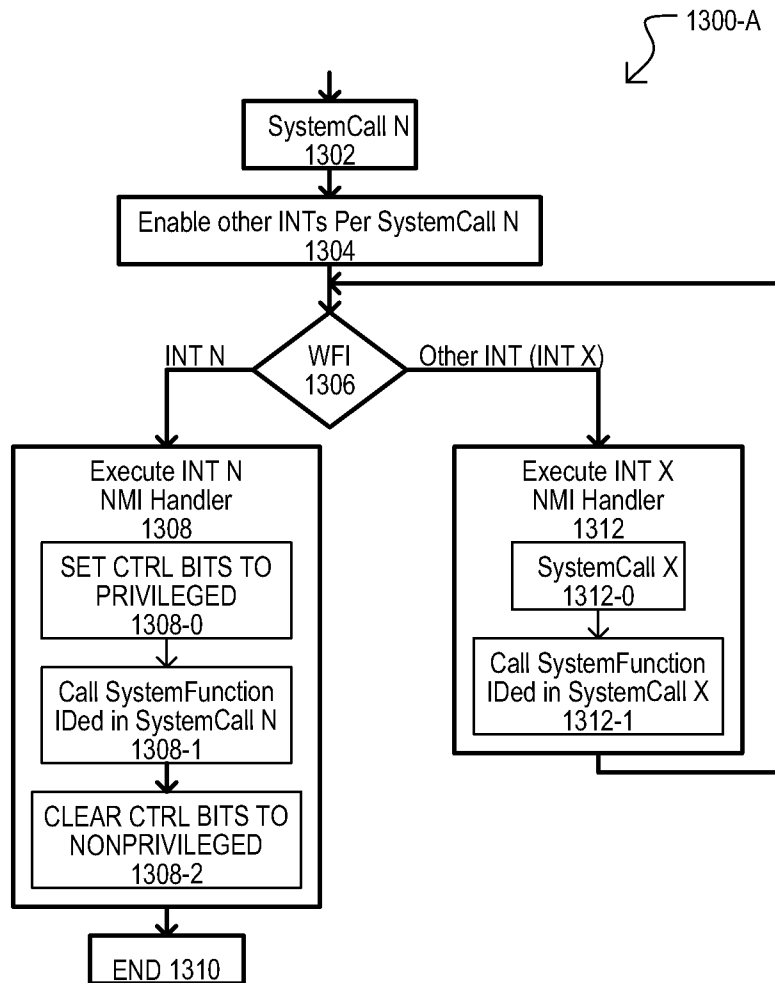 1300-A
SystemCall N
1302
Enable other INTs Per SystemCall N
1304
INT N
WFI
1306
Other INT (INT X)
Execute INT N
NMI Handler
1308
SET CTRL BITS TO
PRIVILEGED
1308-0
Call SystemFunction
IDed in SystemCall N
1308-1
CLEAR CTRL BITS TO
NONPRIVILEGED
1308-2
END 1310
Execute INT X
NMI Handler
1312
SystemCall X
1312-0
Call SystemFunction
IDed in SystemCall X
1312-1